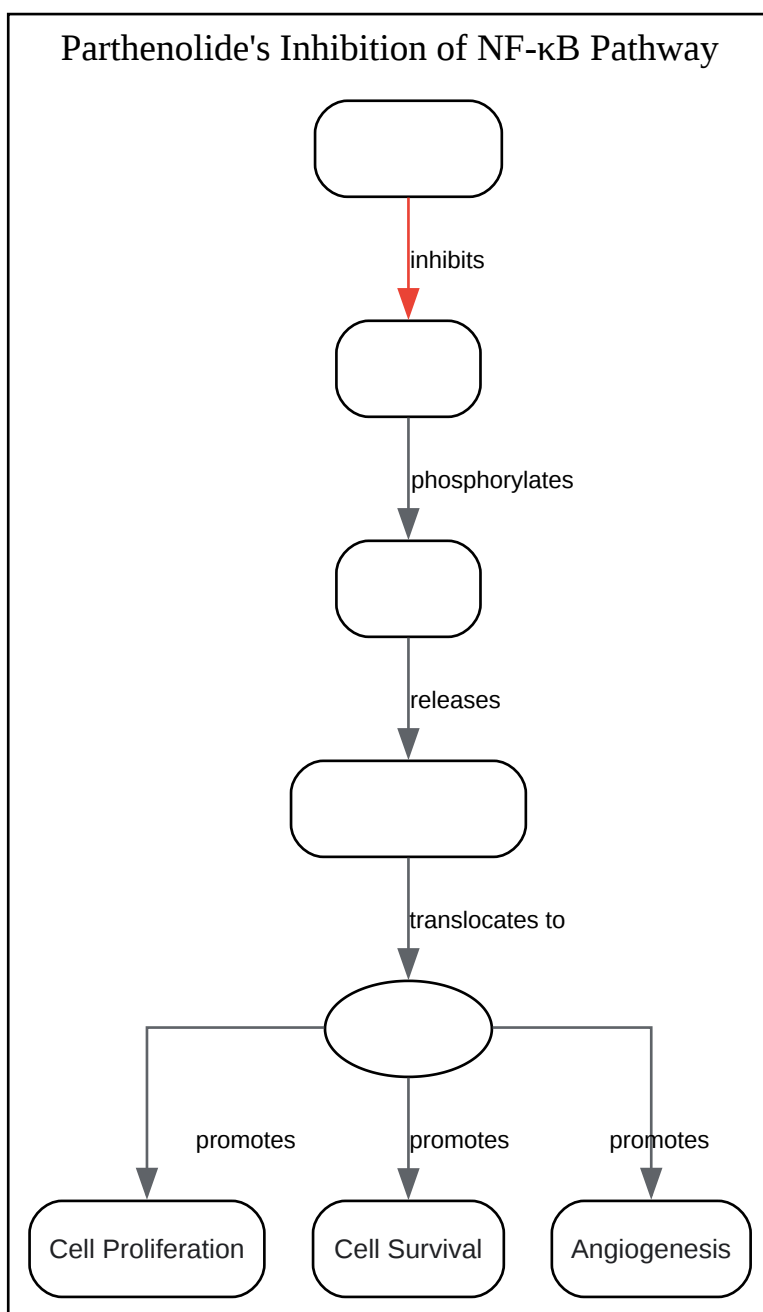 Parthenolide's Inhibition of NF-κB Pathway
inhibits
phosphorylates
releases
translocates to
promotes
promotes
promotes
Cell Proliferation
Cell Survival
Angiogenesis